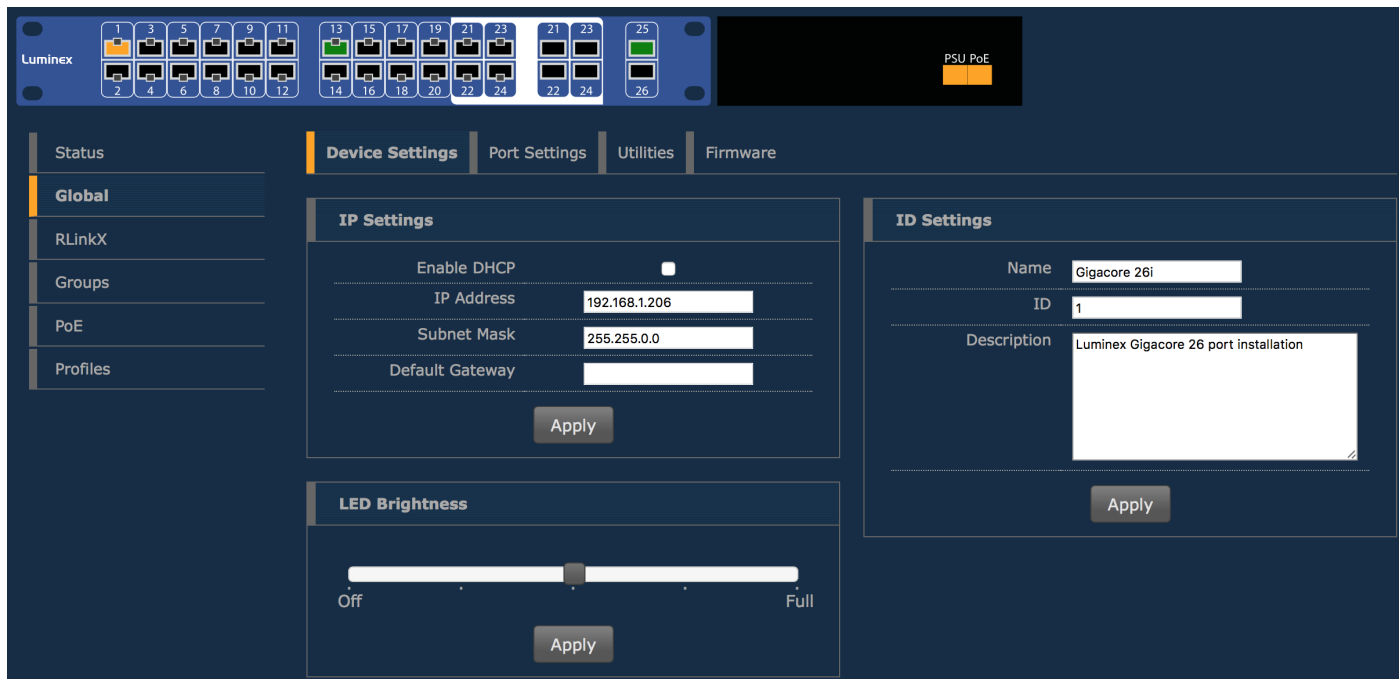 1 3 5 7 9 11 13 15 17 19 21 23 21 23 25
Luminex
PSU PoE
2 4 6 8 10 12 14 16 18 20 22 24 22 24 26
Status
Global
RLinkX
Groups
PoE
Profiles
Device Settings Port Settings Utilities Firmware
IP Settings
Enable DHCP
IP Address 192.168.1.206
Subnet Mask 255.255.0.0
Default Gateway
Apply
LED Brightness
Off Full
Apply
ID Settings
Name Gigacore 26i
ID 1
Description Luminex Gigacore 26 port installation
Apply